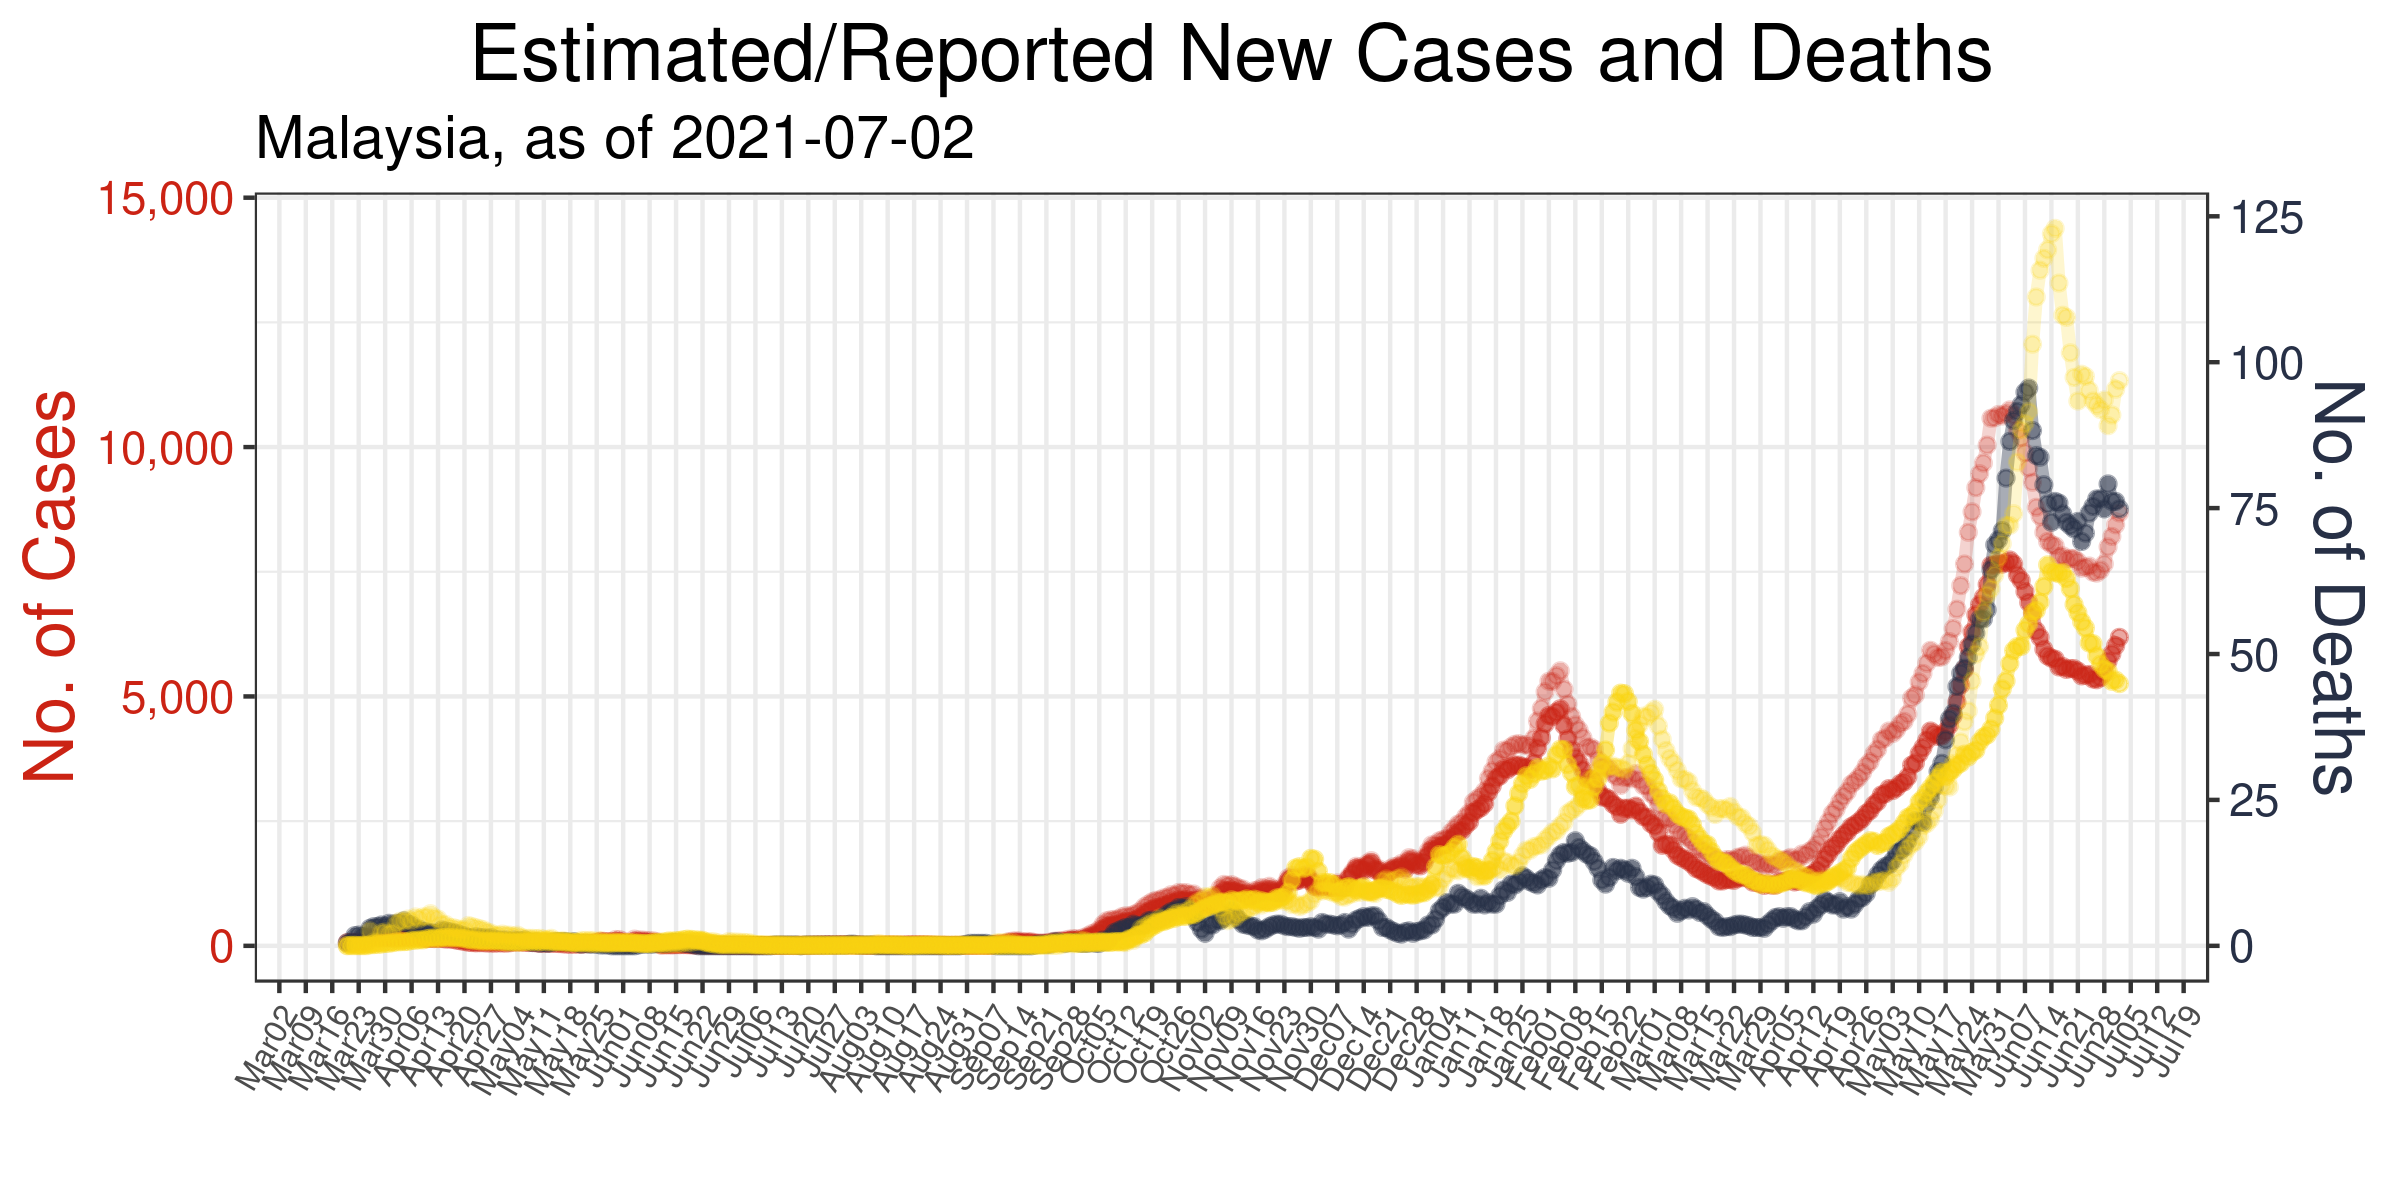 Estimated/Reported New Cases and Deaths
Malaysia, as of 2021-07-02
No. of Cases
15,000
10,000
5,000
0
125
100
75
50
25
0
No. of Deaths
Mar02
Mar09
Mar16
Mar23
Mar30
Apr06
Apr13
Apr20
Apr27
May04
May11
May18
May25
Jun01
Jun08
Jun15
Jun22
Jun29
Jul06
Jul13
Jul20
Jul27
Aug03
Aug10
Aug17
Aug24
Aug31
Sep07
Sep14
Sep21
Sep28
Oct05
Oct12
Oct19
Oct26
Nov02
Nov09
Nov16
Nov23
Nov30
Dec07
Dec14
Dec21
Dec28
Jan04
Jan11
Jan18
Jan25
Feb01
Feb08
Feb15
Feb22
Mar01
Mar08
Mar15
Mar22
Mar29
Apr05
Apr12
Apr19
Apr26
May03
May10
May17
May24
May31
Jun07
Jun14
Jun21
Jun28
Jul05
Jul12
Jul19